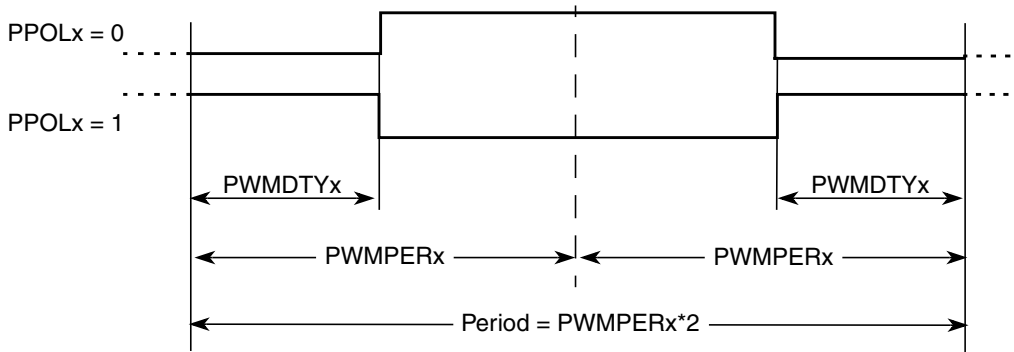 PPOLx = 0
PPOLx = 1
PWMDTYx PWMDTYx
PWMPERx PWMPERx
Period = PWMPERx*2